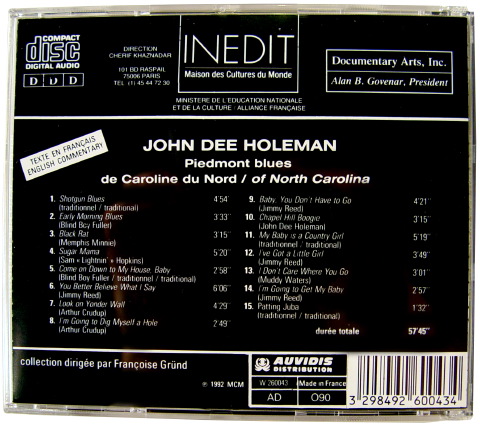 COMPACT
disc
DIGITAL AUDIO
DDD
DIRECTION
CHERIF KHAZNADAR
101 BD RASPAIL
75006 PARIS
TEL (1) 45 44 72 30
INEDIT
Maison des Cultures du Monde
MINISTERE DE L'EDUCATION NATIONALE
ET DE LA CULTURE / ALLIANCE FRANÇAISE
Documentary Arts, Inc.
Alan B. Govenar, President
TEXTE EN FRANÇAIS
ENGLISH COMMENTARY
JOHN DEE HOLEMAN
Piedmont blues
de Caroline du Nord / of North Carolina
1. Shotgun Blues 4'54"
(traditionnel / traditional)
2. Early Morning Blues 3'33"
(Blind Boy Fuller)
3. Black Rat 3'15"
(Memphis Minnie)
4. Sugar Mama 5'20"
(Sam « Lightnin' » Hopkins)
5. Come on Down to My House, Baby 2'58"
(Blind Boy Fuller / traditionnel / traditional)
6. You Better Believe What I Say 6'06"
(Jimmy Reed)
7. Look on Yonder Wall 4'29"
(Arthur Crudup)
8. I'm Going to Dig Myself a Hole 2'49"
(Arthur Crudup)
9. Baby, You Don't Have to Go 4'21"
(Jimmy Reed)
10. Chapel Hill Boogie 3'15"
(John Dee Holeman)
11. My Baby is a Country Girl 5'19"
(traditionnel / traditional)
12. I've Got a Little Girl 3'49"
(Jimmy Reed)
13. I Don't Care Where You Go 3'01"
(Muddy Waters)
14. I'm Going to Get My Baby 2'57"
(Jimmy Reed)
15. Patting Juba 1'32"
(traditionnel / traditional)
durée totale 57'45"
collection dirigée par Françoise Gründ
℗ 1992 MCM
AUVIDIS
DISTRIBUTION
W 260043 Made in France
AD O90
3 298492 600434